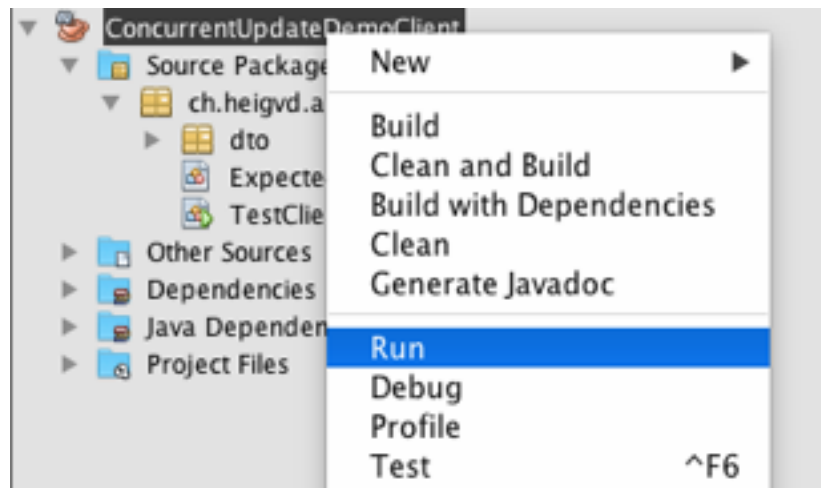 ConcurrentUpdateDemoClient
Source Package
ch.heigvd.a
dto
Expecte
TestClie
Other Sources
Dependencies
Java Dependen
Project Files
New
Build
Clean and Build
Build with Dependencies
Clean
Generate Javadoc
Run
Debug
Profile
Test ^F6